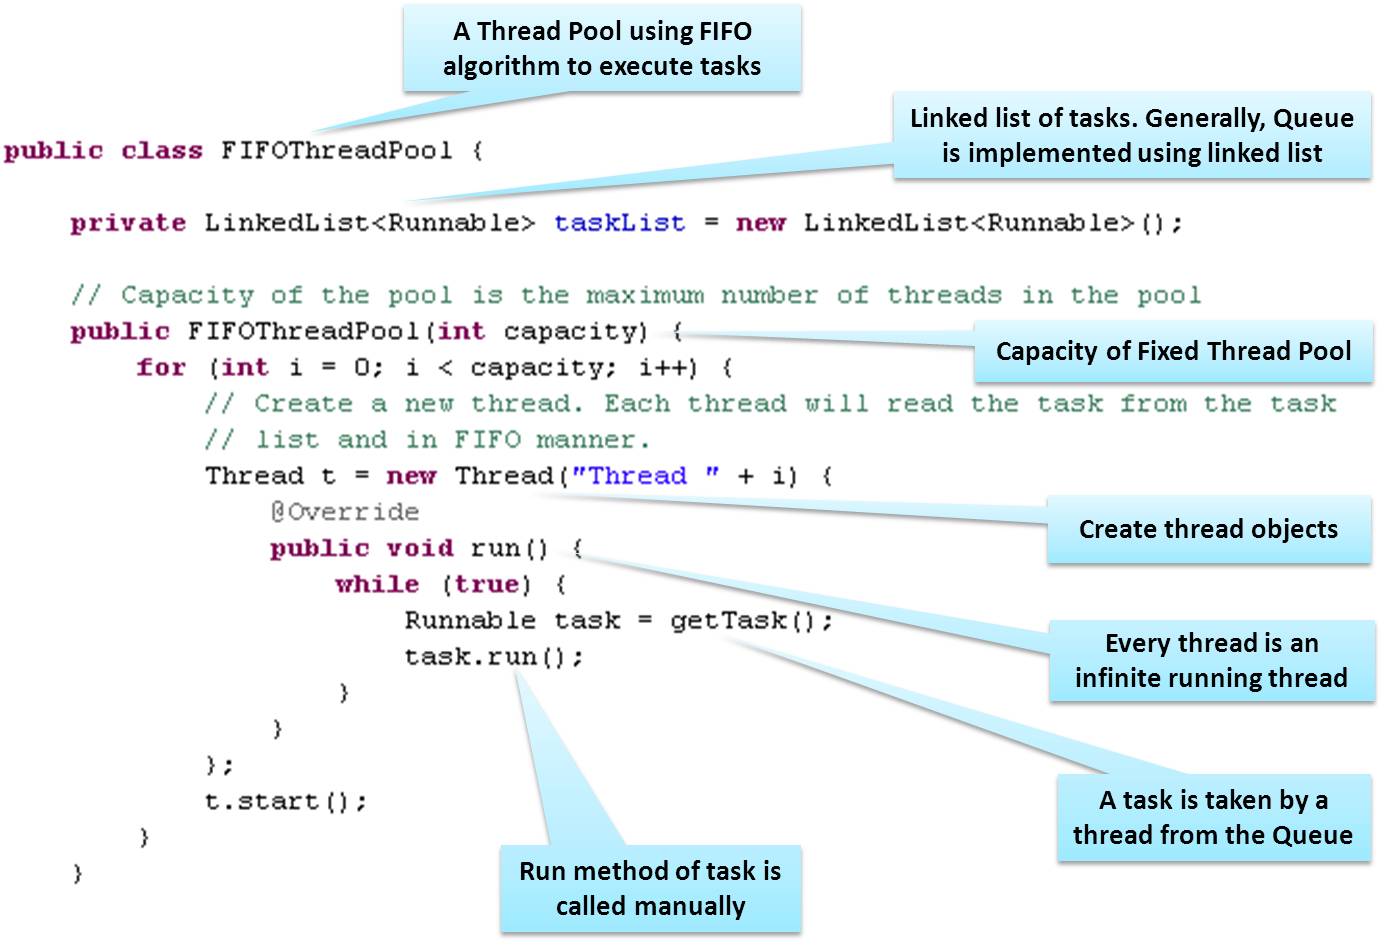 A Thread Pool using FIFO
algorithm to execute tasks
Linked list of tasks. Generally, Queue
is implemented using linked list
public class FIFOThreadPool {
private LinkedList<Runnable> taskList = new LinkedList<Runnable>();
// Capacity of the pool is the maximum number of threads in the pool
public FIFOThreadPool(int capacity) {
Capacity of Fixed Thread Pool
for (int i = 0; i < capacity; i++) {
// Create a new thread. Each thread will read the task from the task
// list and in FIFO manner.
Thread t = new Thread("Thread " + i) {
@Override
Create thread objects
public void run() {
while (true) {
Runnable task = getTask();
task.run();
Every thread is an
infinite running thread
}
}
};
t.start();
A task is taken by a
thread from the Queue
}
}
Run method of task is
called manually